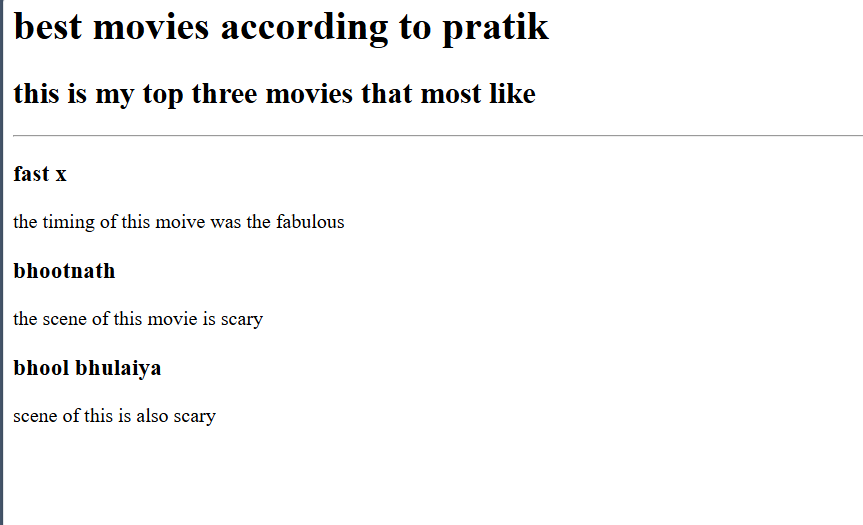 best movies according to pratik
this is my top three movies that most like
fast x
the timing of this moive was the fabulous
bhootnath
the scene of this movie is scary
bhool bhulaiya
scene of this is also scary